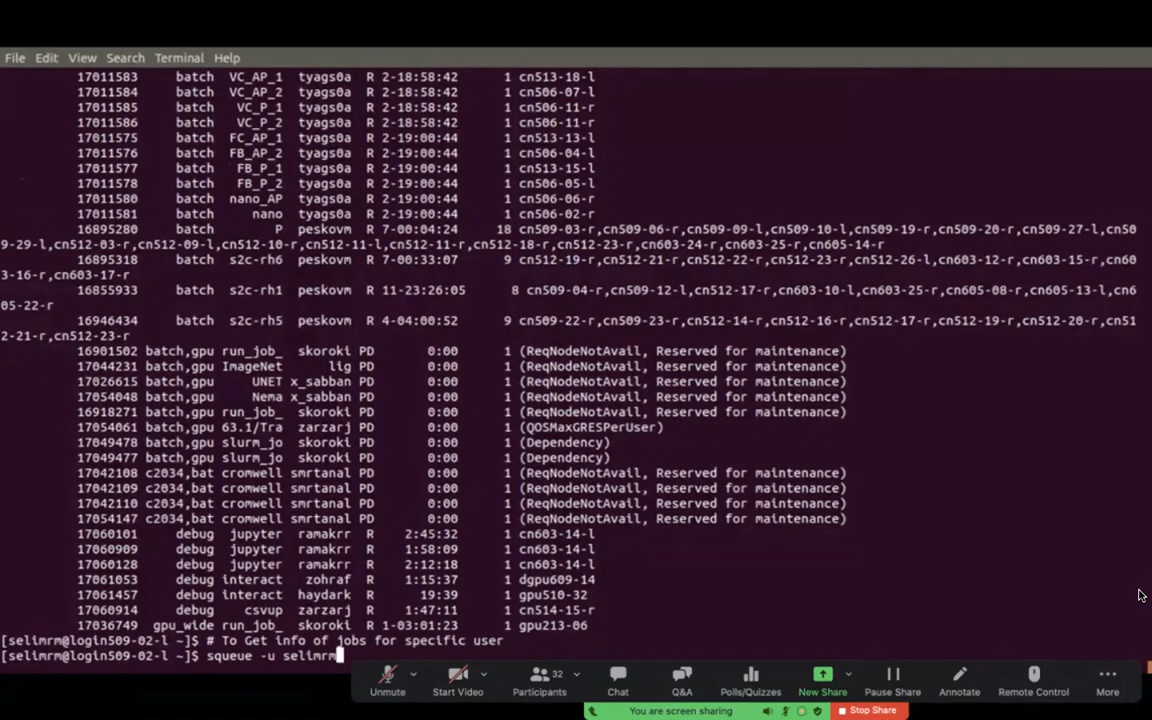 File Edit View Search Terminal Help
17011583 batch VC_AP_1 tyags0a R 2-18:58:42 1 cn513-18-l
17011584 batch VC_AP_2 tyags0a R 2-18:58:42 1 cn506-07-l
17011585 batch VC_P_1 tyags0a R 2-18:58:42 1 cn506-11-r
17011586 batch VC_P_2 tyags0a R 2-18:58:42 1 cn506-11-r
17011575 batch FC_AP_1 tyags0a R 2-19:00:44 1 cn513-13-l
17011576 batch FB_AP_2 tyags0a R 2-19:00:44 1 cn506-04-l
17011577 batch FB_P_1 tyags0a R 2-19:00:44 1 cn513-15-l
17011578 batch FB_P_2 tyags0a R 2-19:00:44 1 cn506-05-l
17011580 batch nano_AP tyags0a R 2-19:00:44 1 cn506-06-r
17011581 batch nano tyags0a R 2-19:00:44 1 cn506-02-r
16895280 batch P peskovm R 7-00:04:24 18 cn509-03-r,cn509-06-r,cn509-09-l,cn509-10-l,cn509-19-r,cn509-20-r,cn509-27-l,cn50
9-29-l,cn512-03-r,cn512-09-l,cn512-10-r,cn512-11-l,cn512-11-r,cn512-18-r,cn512-23-r,cn603-24-r,cn603-25-r,cn605-14-r
16895318 batch s2c-rh6 peskovm R 7-00:33:07 9 cn512-19-r,cn512-21-r,cn512-22-r,cn512-23-r,cn512-26-l,cn603-12-r,cn603-15-r,cn60
3-16-r,cn603-17-r
16855933 batch s2c-rh1 peskovm R 11-23:26:05 8 cn509-04-r,cn509-12-l,cn512-17-r,cn603-10-l,cn603-25-r,cn605-08-r,cn605-13-l,cn6
05-22-r
16946434 batch s2c-rh5 peskovm R 4-04:00:52 9 cn509-22-r,cn509-23-r,cn512-14-r,cn512-16-r,cn512-17-r,cn512-19-r,cn512-20-r,cn51
2-21-r,cn512-23-r
16901502 batch,gpu run_job_ skoroki PD 0:00 1 (ReqNodeNotAvail, Reserved for maintenance)
17044231 batch,gpu ImageNet lig PD 0:00 1 (ReqNodeNotAvail, Reserved for maintenance)
17026615 batch,gpu UNET x_sabban PD 0:00 1 (ReqNodeNotAvail, Reserved for maintenance)
17054048 batch,gpu Nema x_sabban PD 0:00 1 (ReqNodeNotAvail, Reserved for maintenance)
16918271 batch,gpu run_job_ skoroki PD 0:00 1 (ReqNodeNotAvail, Reserved for maintenance)
17054061 batch,gpu 63.1/Tra zarzarj PD 0:00 1 (QOSMaxGRESPerUser)
17049478 batch,gpu slurm_jo skoroki PD 0:00 1 (Dependency)
17049477 batch,gpu slurm_jo skoroki PD 0:00 1 (Dependency)
17042108 c2034,bat cromwell smrtanal PD 0:00 1 (ReqNodeNotAvail, Reserved for maintenance)
17042109 c2034,bat cromwell smrtanal PD 0:00 1 (ReqNodeNotAvail, Reserved for maintenance)
17042110 c2034,bat cromwell smrtanal PD 0:00 1 (ReqNodeNotAvail, Reserved for maintenance)
17054147 c2034,bat cromwell smrtanal PD 0:00 1 (ReqNodeNotAvail, Reserved for maintenance)
17060101 debug jupyter ramakrr R 2:45:32 1 cn603-14-l
17060909 debug jupyter ramakrr R 1:58:09 1 cn603-14-l
17060128 debug jupyter ramakrr R 2:12:18 1 cn603-14-l
17061053 debug interact zohraf R 1:15:37 1 dgpu609-14
17061457 debug interact haydark R 19:39 1 gpu510-32
17060914 debug csvup zarzarj R 1:47:11 1 cn514-15-r
17036749 gpu_wide run_job_ skoroki R 1-03:01:23 1 gpu213-06
[selimrm@login509-02-l ~]$ # To Get info of jobs for specific user
[selimrm@login509-02-l ~]$ squeue -u selimrm
32
Unmute Start Video Participants Chat Q&A Polls/Quizzes New Share Pause Share Annotate Remote Control More
You are screen sharing Stop Share